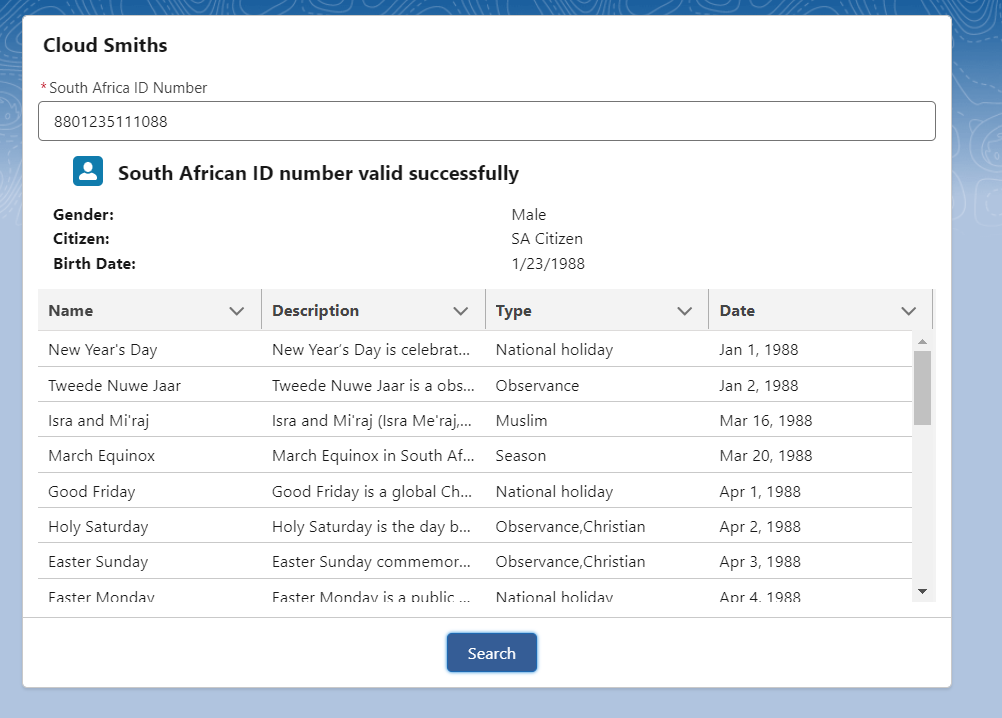 Cloud Smiths
*South Africa ID Number
8801235111088
South African ID number valid successfully
Gender: Male
Citizen: SA Citizen
Birth Date: 1/23/1988
Name Description Type Date
New Year's Day New Year’s Day is celebrat... National holiday Jan 1, 1988
Tweede Nuwe Jaar Tweede Nuwe Jaar is a obs... Observance Jan 2, 1988
Isra and Mi'raj Isra and Mi'raj (Isra Me'raj,... Muslim Mar 16, 1988
March Equinox March Equinox in South Af... Season Mar 20, 1988
Good Friday Good Friday is a global Ch... National holiday Apr 1, 1988
Holy Saturday Holy Saturday is the day b... Observance,Christian Apr 2, 1988
Easter Sunday Easter Sunday commemor... Observance,Christian Apr 3, 1988
Easter Monday Easter Monday is a public ... National holiday Apr 4, 1988
Search